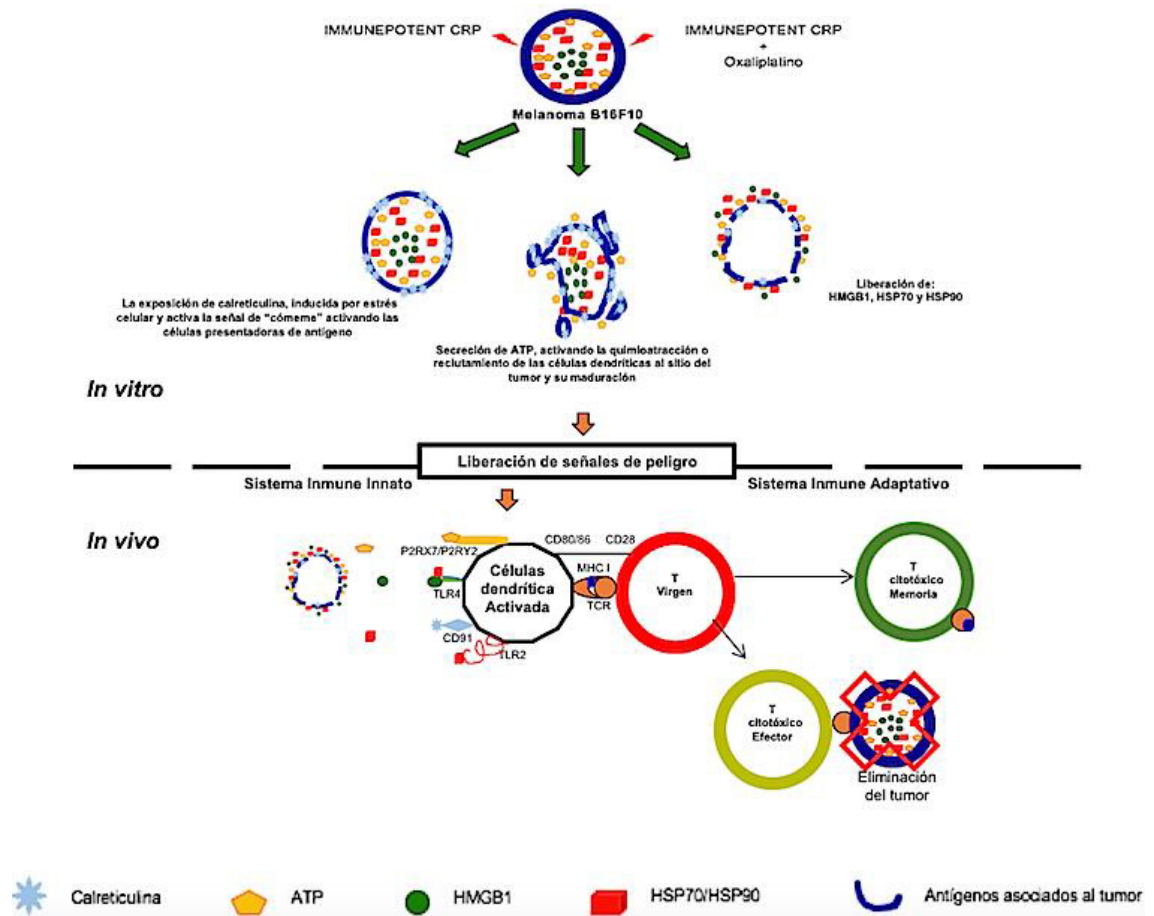 IMMUNEPOTENT CRP
IMMUNEPOTENT CRP
+
Oxaliplatino
Melanoma B16F10
La exposición de calreticulina, inducida por estrés
celular y activa la señal de "cómeme" activando las
células presentadoras de antígeno
Secreción de ATP, activando la quimioatracción o
reclutamiento de las células dendríticas al sitio del
tumor y su maduración
Liberación de:
HMGB1, HSP70 y HSP90
In vitro
Liberación de señales de peligro
Sistema Inmune Innato
Sistema Inmune Adaptativo
In vivo
P2RX7/P2RY2
TLR4
CD91
TLR2
Células
dendrítica
Activada
CD80/86
CD28
MHC I
TCR
T
Virgen
T
citotóxico
Memoria
T
citotóxico
Efector
Eliminación
del tumor
Calreticulina
ATP
HMGB1
HSP70/HSP90
Antígenos asociados al tumor